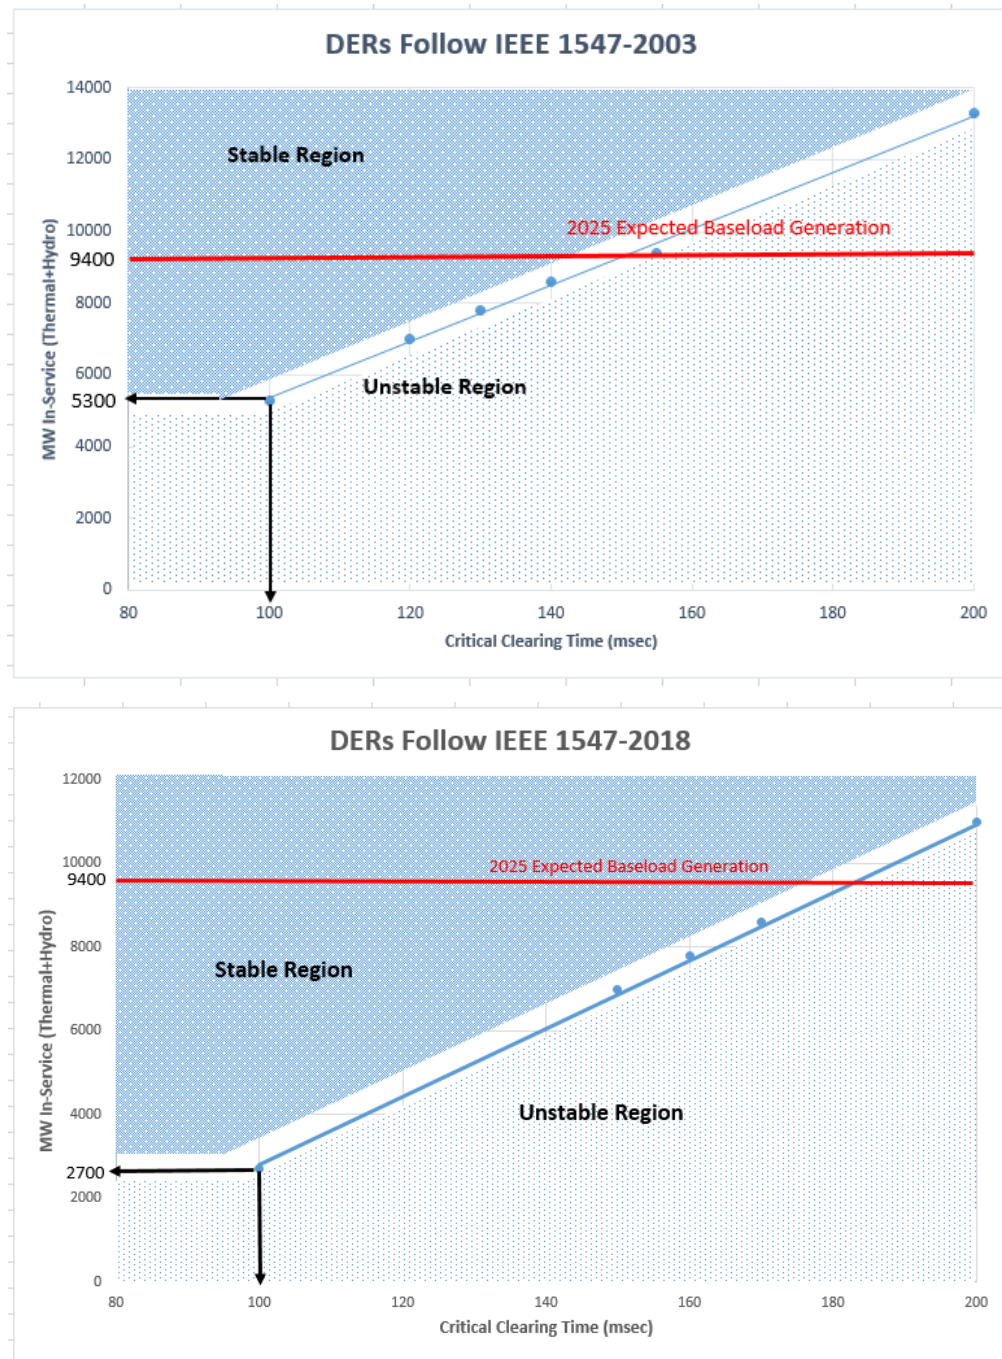 DERs Follow IEEE 1547-2003
14000
12000
10000
9400
8000
6000
5300
4000
2000
0
MW In-Service (Thermal+Hydro)
Stable Region
2025 Expected Baseload Generation
Unstable Region
80 100 120 140 160 180 200
Critical Clearing Time (msec)
DERs Follow IEEE 1547-2018
12000
10000
9400
8000
6000
4000
2700
2000
0
MW In-Service (Thermal+Hydro)
2025 Expected Baseload Generation
Stable Region
Unstable Region
80 100 120 140 160 180 200
Critical Clearing Time (msec)